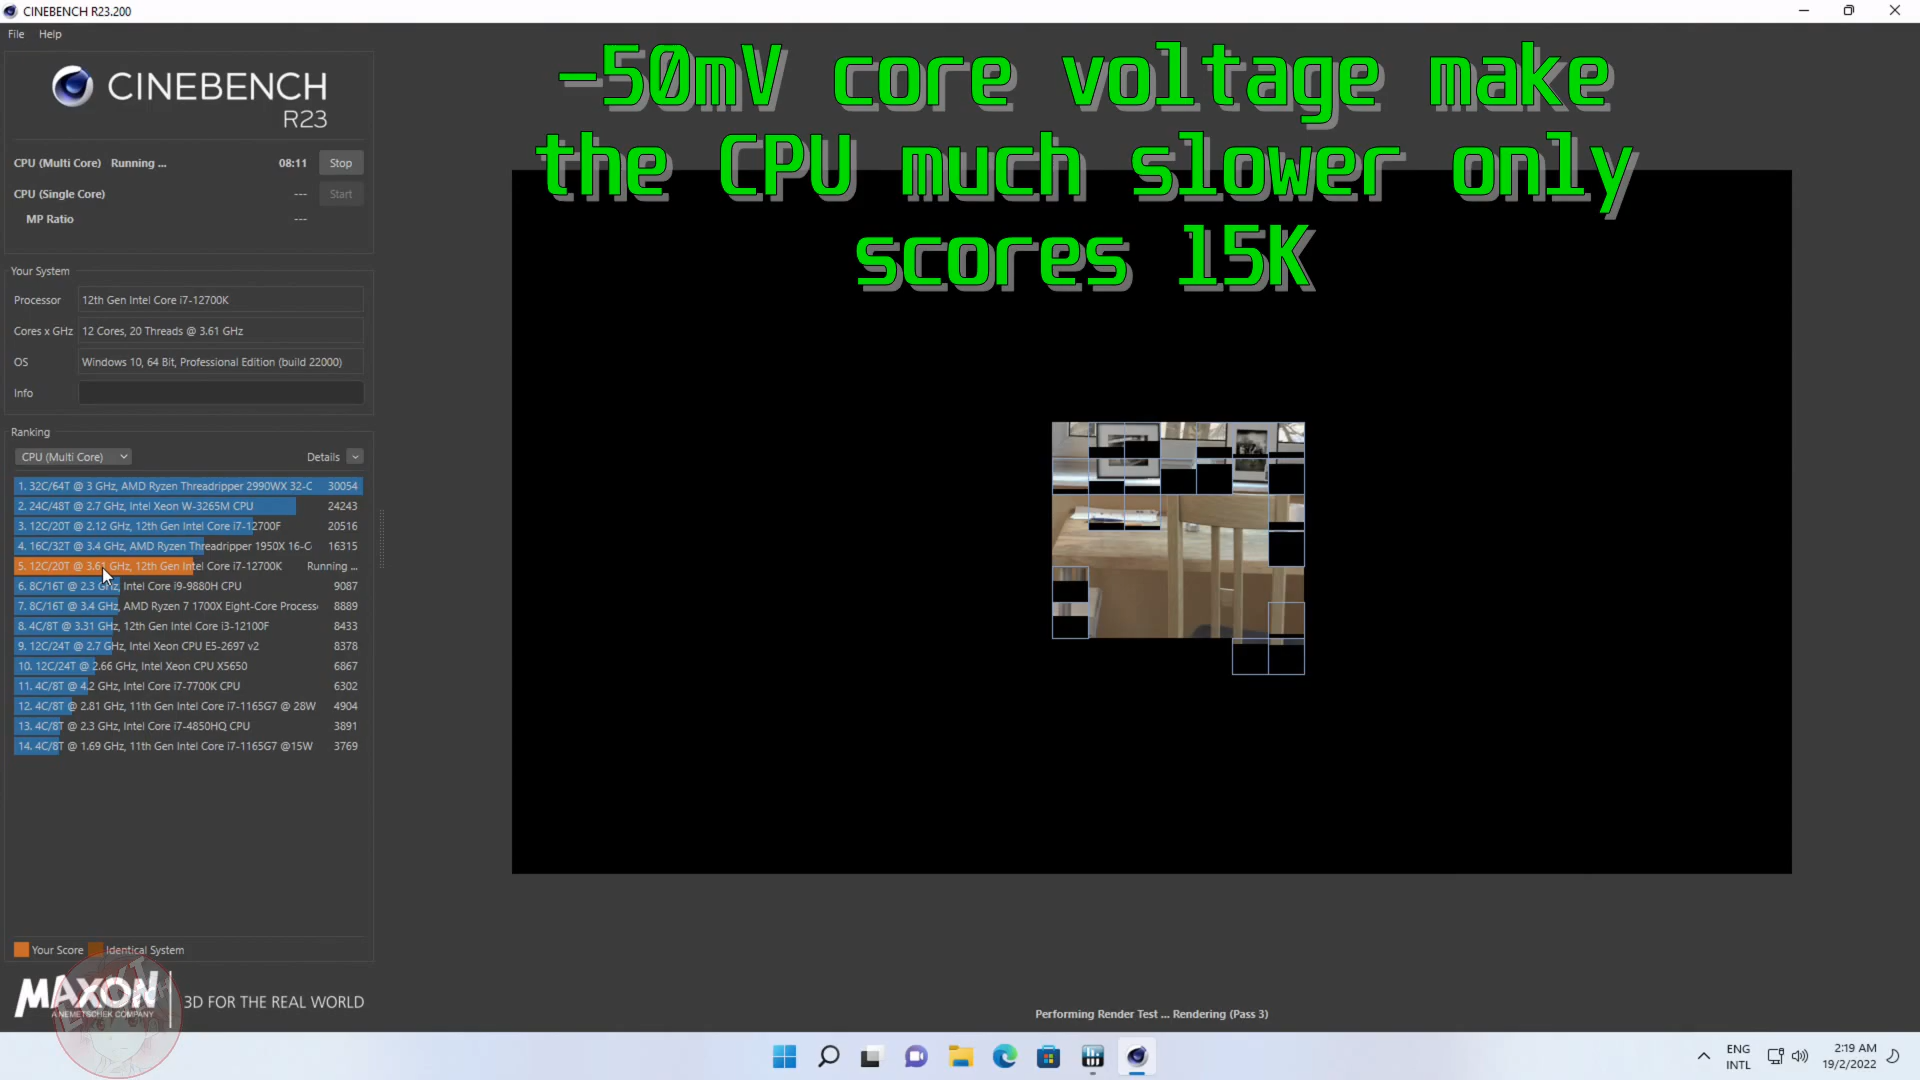 CINEBENCH R23.200
File Help
-50mV core voltage make
the CPU much slower only
scores 15K
CINEBENCH
R23
CPU (Multi Core) Running ... 08:11 Stop
CPU (Single Core) --- Start
MP Ratio ---
Your System
Processor 12th Gen Intel Core i7-12700K
Cores x GHz 12 Cores, 20 Threads @ 3.61 GHz
OS Windows 10, 64 Bit, Professional Edition (build 22000)
Info
Ranking
CPU (Multi Core) Details
1. 32C/64T @ 3 GHz, AMD Ryzen Threadripper 2990WX 32-C 30054
2. 24C/48T @ 2.7 GHz, Intel Xeon W-3265M CPU 24243
3. 12C/20T @ 2.12 GHz, 12th Gen Intel Core i7-12700F 20516
4. 16C/32T @ 3.4 GHz, AMD Ryzen Threadripper 1950X 16-C 16315
5. 12C/20T @ 3.61 GHz, 12th Gen Intel Core i7-12700K Running ...
6. 8C/16T @ 2.3 GHz, Intel Core i9-9880H CPU 9087
7. 8C/16T @ 3.4 GHz, AMD Ryzen 7 1700X Eight-Core Process 8889
8. 4C/8T @ 3.31 GHz, 12th Gen Intel Core i3-12100F 8433
9. 12C/24T @ 2.7 GHz, Intel Xeon CPU E5-2697 v2 8378
10. 12C/24T @ 2.66 GHz, Intel Xeon CPU X5650 6867
11. 4C/8T @ 4.2 GHz, Intel Core i7-7700K CPU 6302
12. 4C/8T @ 2.81 GHz, 11th Gen Intel Core i7-1165G7 @ 28W 4904
13. 4C/8T @ 2.3 GHz, Intel Core i7-4850HQ CPU 3891
14. 4C/8T @ 1.69 GHz, 11th Gen Intel Core i7-1165G7 @15W 3769
Your Score Identical System
MAXON
A NEMETSCHEK COMPANY
3D FOR THE REAL WORLD
Performing Render Test ... Rendering (Pass 3)
ENG
INTL
2:19 AM
19/2/2022